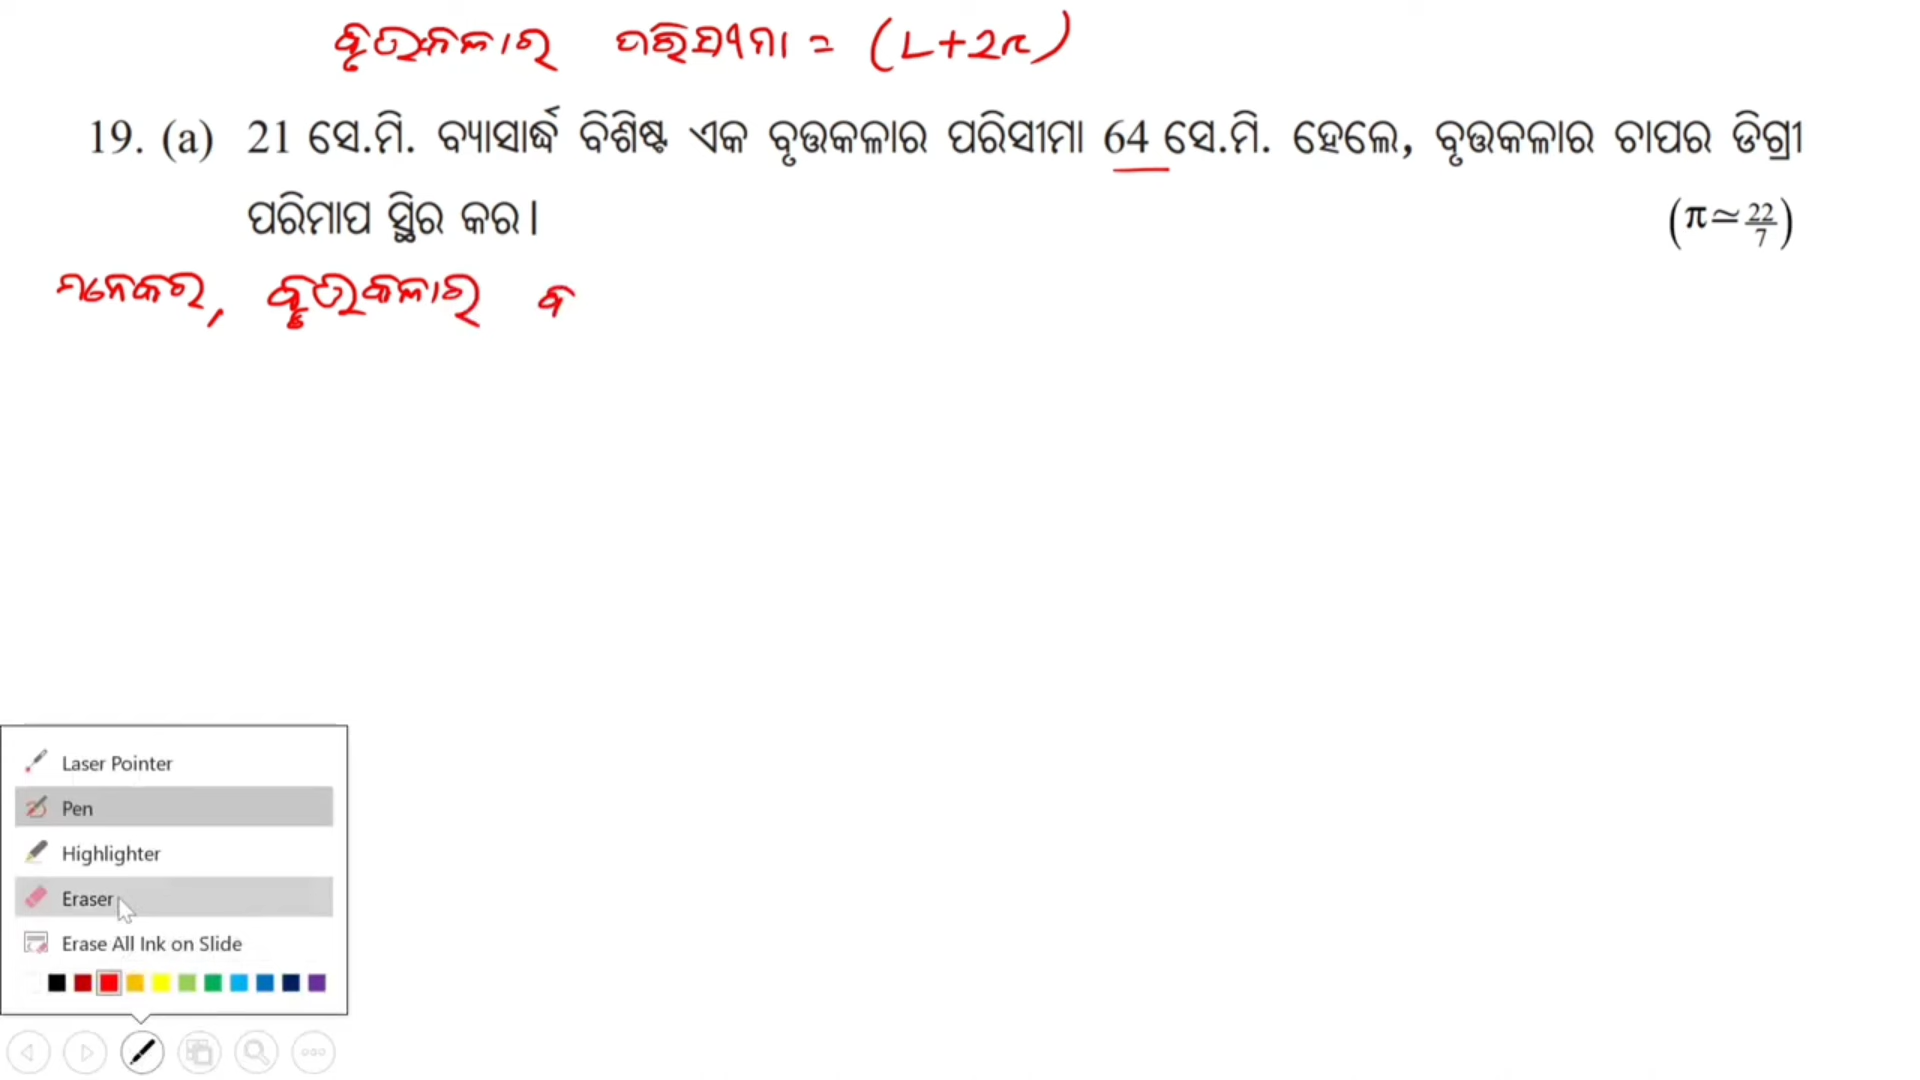 ବୃତ୍ତକଳାର ପରିସୀମା = (L+2r)
19. (a) 21 ସେ.ମି. ବ୍ୟାସାର୍ଦ୍ଧ ବିଶିଷ୍ଟ ଏକ ବୃତ୍ତକଳାର ପରିସୀମା 64 ସେ.ମି. ହେଲେ, ବୃତ୍ତକଳାର ଚାପର ଡିଗ୍ରୀ
ପରିମାପ ସ୍ଥିର କର। (π≃22/7)
ମନେକର, ବୃତ୍ତକଳାର ବ
Laser Pointer
Pen
Highlighter
Eraser
Erase All Ink on Slide